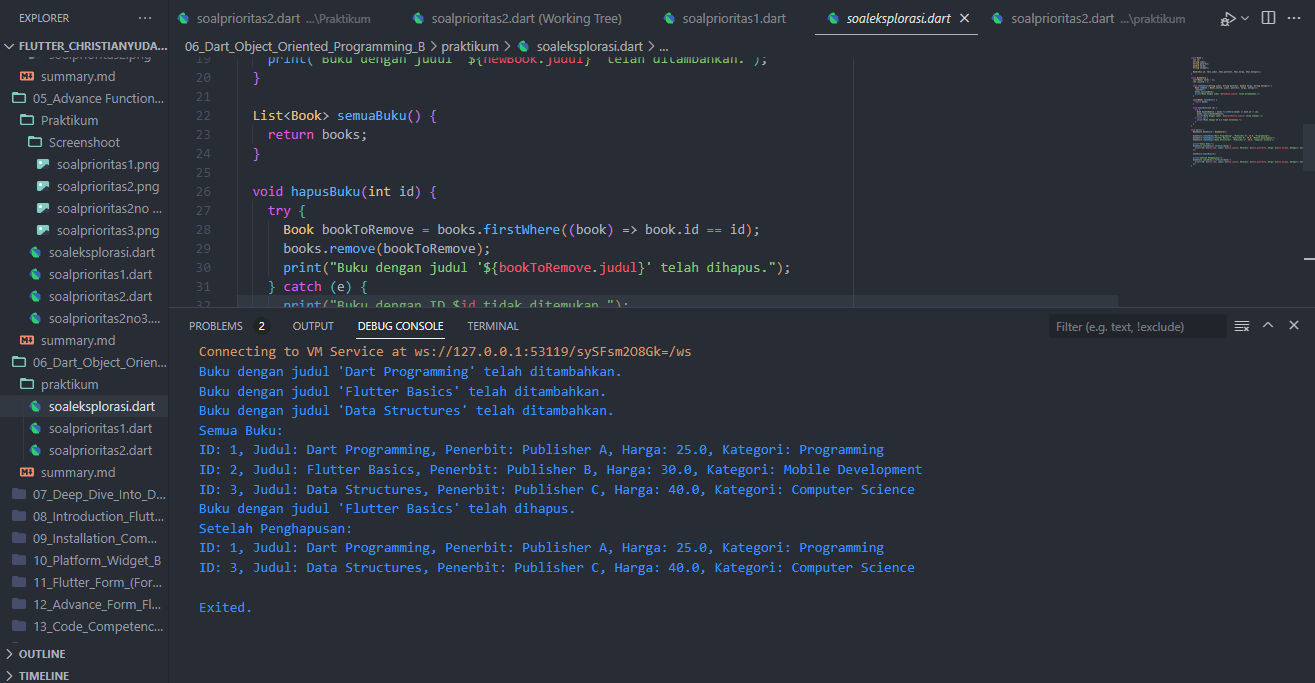 EXPLORER
···
soalprioritas2.dart ...\Praktikum
soalprioritas2.dart (Working Tree)
soalprioritas1.dart
soaleksplorasi.dart
soalprioritas2.dart ...\praktikum
FLUTTER_CHRISTIANYUDA...
soalprioritas2.png
summary.md
05_Advance Function...
Praktikum
Screenshoot
soalprioritas1.png
soalprioritas2.png
soalprioritas2no ...
soalprioritas3.png
soaleksplorasi.dart
soalprioritas1.dart
soalprioritas2.dart
soalprioritas2no3....
summary.md
06_Dart_Object_Orien...
praktikum
soaleksplorasi.dart
soalprioritas1.dart
soalprioritas2.dart
summary.md
07_Deep_Dive_Into_D...
08_Introduction_Flutt...
09_Installation_Com...
10_Platform_Widget_B
11_Flutter_Form_(For...
12_Advance_Form_Fl...
13_Code_Competenc...
OUTLINE
TIMELINE
06_Dart_Object_Oriented_Programming_B > praktikum > soaleksplorasi.dart > ...
19 print("Buku dengan judul '${newBook.judul}' telah ditambahkan.");
20 }
21
22 List<Book> semuaBuku() {
23 return books;
24 }
25
26 void hapusBuku(int id) {
27 try {
28 Book bookToRemove = books.firstWhere((book) => book.id == id);
29 books.remove(bookToRemove);
30 print("Buku dengan judul '${bookToRemove.judul}' telah dihapus.");
31 } catch (e) {
32 print("Buku dengan ID $id tidak ditemukan.");
PROBLEMS 2 OUTPUT DEBUG CONSOLE TERMINAL
Filter (e.g. text, !exclude)
Connecting to VM Service at ws://127.0.0.1:53119/sySFsm2O8Gk=/ws
Buku dengan judul 'Dart Programming' telah ditambahkan.
Buku dengan judul 'Flutter Basics' telah ditambahkan.
Buku dengan judul 'Data Structures' telah ditambahkan.
Semua Buku:
ID: 1, Judul: Dart Programming, Penerbit: Publisher A, Harga: 25.0, Kategori: Programming
ID: 2, Judul: Flutter Basics, Penerbit: Publisher B, Harga: 30.0, Kategori: Mobile Development
ID: 3, Judul: Data Structures, Penerbit: Publisher C, Harga: 40.0, Kategori: Computer Science
Buku dengan judul 'Flutter Basics' telah dihapus.
Setelah Penghapusan:
ID: 1, Judul: Dart Programming, Penerbit: Publisher A, Harga: 25.0, Kategori: Programming
ID: 3, Judul: Data Structures, Penerbit: Publisher C, Harga: 40.0, Kategori: Computer Science
Exited.